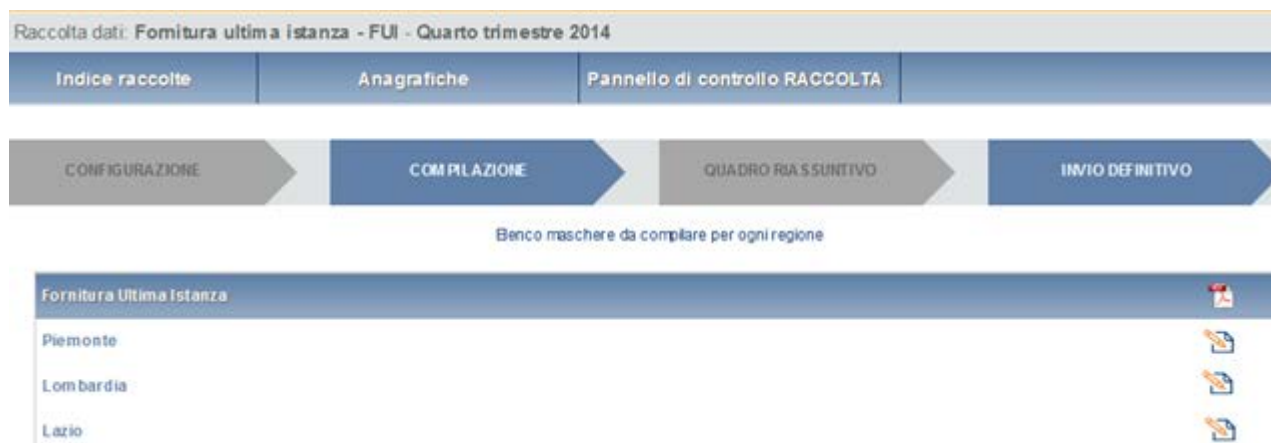 Raccolta dati: Fornitura ultima istanza - FUI - Quarto trimestre 2014
Indice raccolte Anagrafiche Pannello di controllo RACCOLTA
CONFIGURAZIONE COMPILAZIONE QUADRO RIASSUNTIVO INVIO DEFINITIVO
Elenco maschere da compilare per ogni regione
Fornitura Ultima Istanza
Piemonte
Lombardia
Lazio